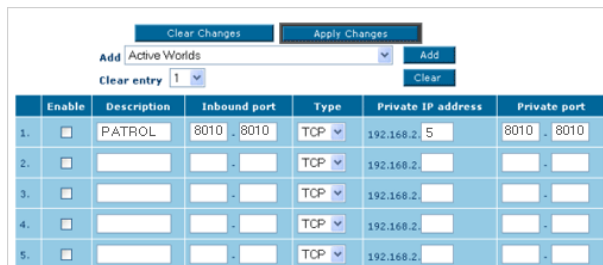 Clear Changes Apply Changes
Add Active Worlds Add
Clear entry 1 Clear
Enable Description Inbound port Type Private IP address Private port
1. PATROL 8010 - 8010 TCP 192.168.2. 5 8010 - 8010
2. - TCP 192.168.2. -
3. - TCP 192.168.2. -
4. - TCP 192.168.2. -
5. - TCP 192.168.2. -